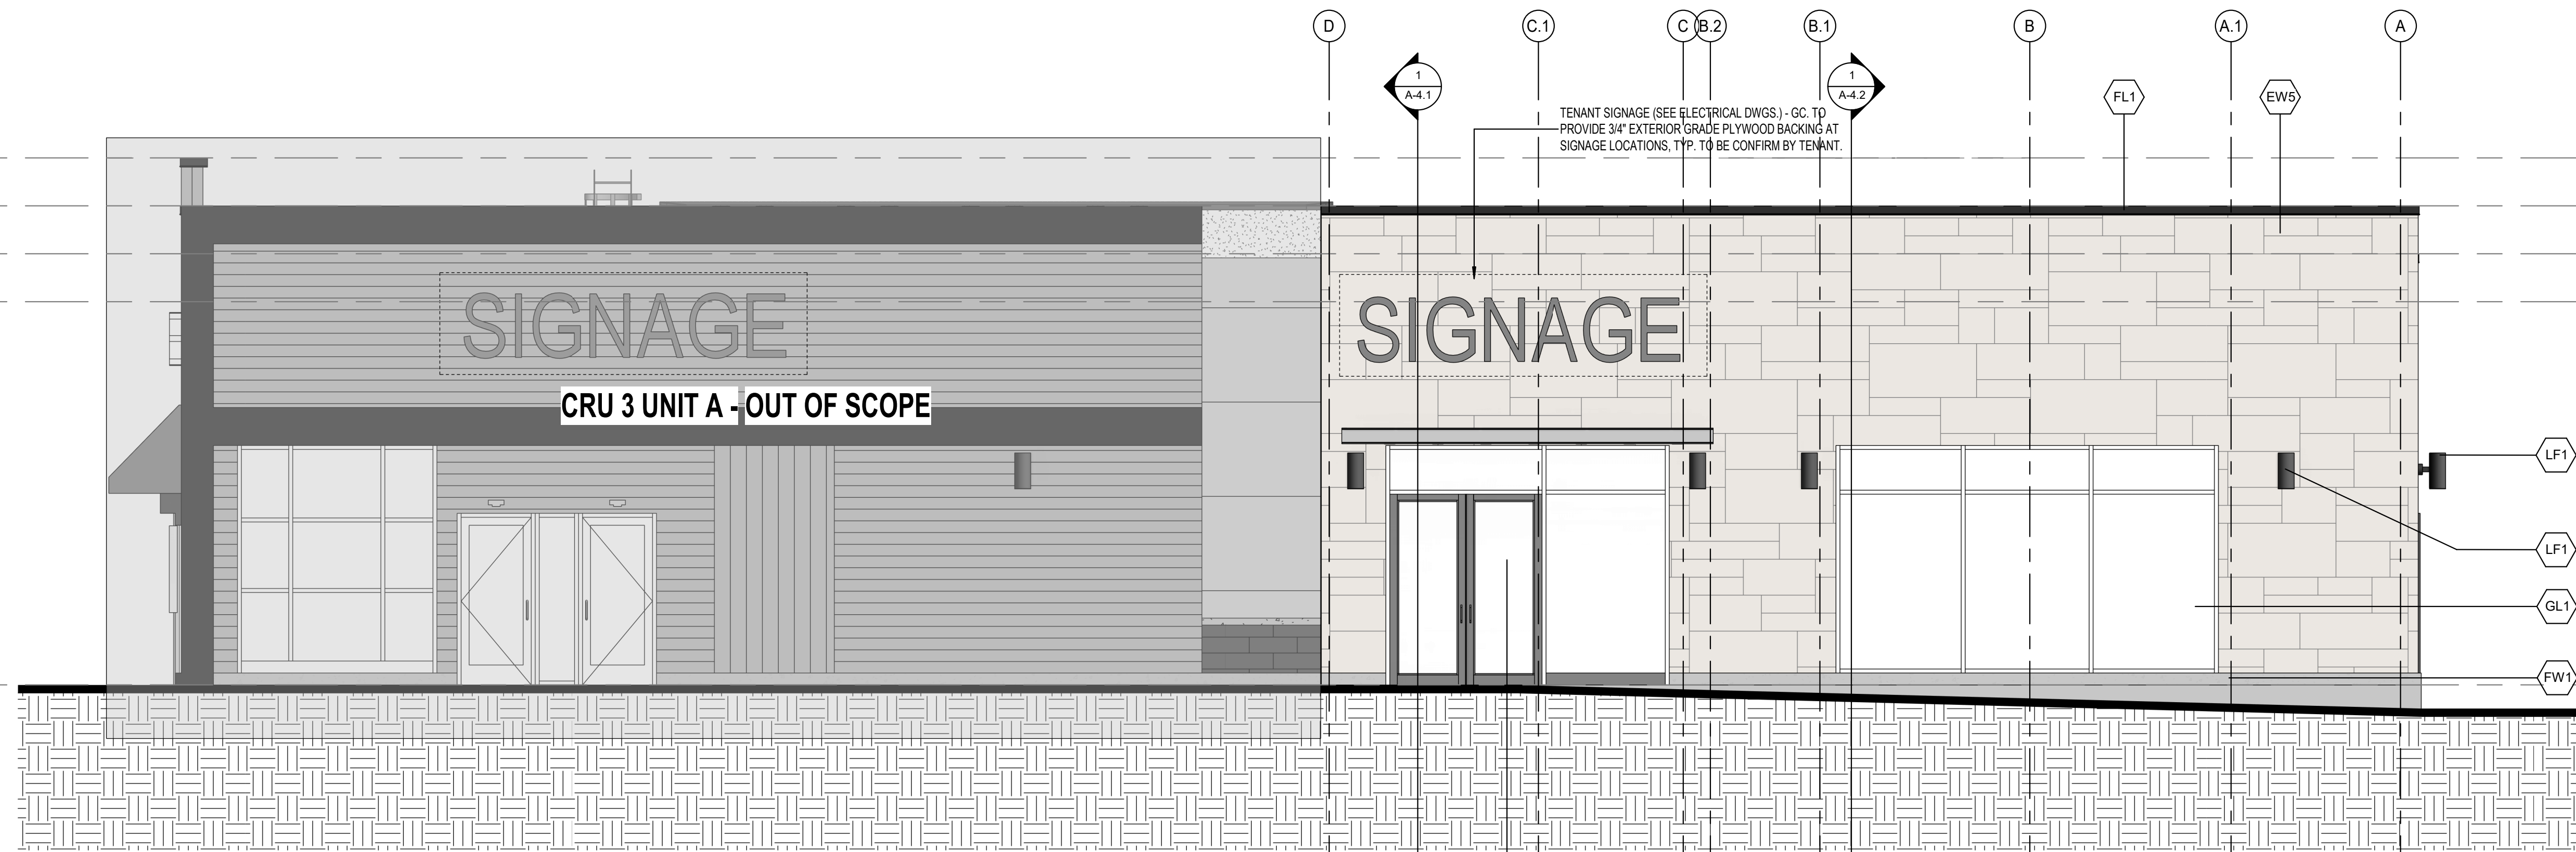 D
C.1
C
B.2
B.1
B
A.1
A
1
A-4.1
1
A-4.2
FL1
EW5
TENANT SIGNAGE (SEE ELECTRICAL DWGS.) - GC. TO
PROVIDE 3/4" EXTERIOR GRADE PLYWOOD BACKING AT
SIGNAGE LOCATIONS, TYP. TO BE CONFIRM BY TENANT.
SIGNAGE
SIGNAGE
CRU 3 UNIT A - OUT OF SCOPE
LF1
LF1
GL1
FW1